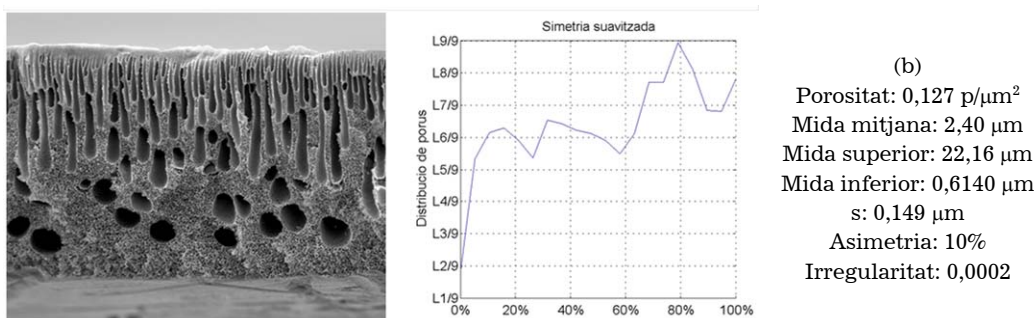 Simetria suavitzada
Distribucio de porus
L9/9
L8/9
L7/9
L6/9
L5/9
L4/9
L3/9
L2/9
L1/9
0% 20% 40% 60% 80% 100%
(b)
Porositat: 0,127 p/μm²
Mida mitjana: 2,40 μm
Mida superior: 22,16 μm
Mida inferior: 0,6140 μm
s: 0,149 μm
Asimetria: 10%
Irregularitat: 0,0002